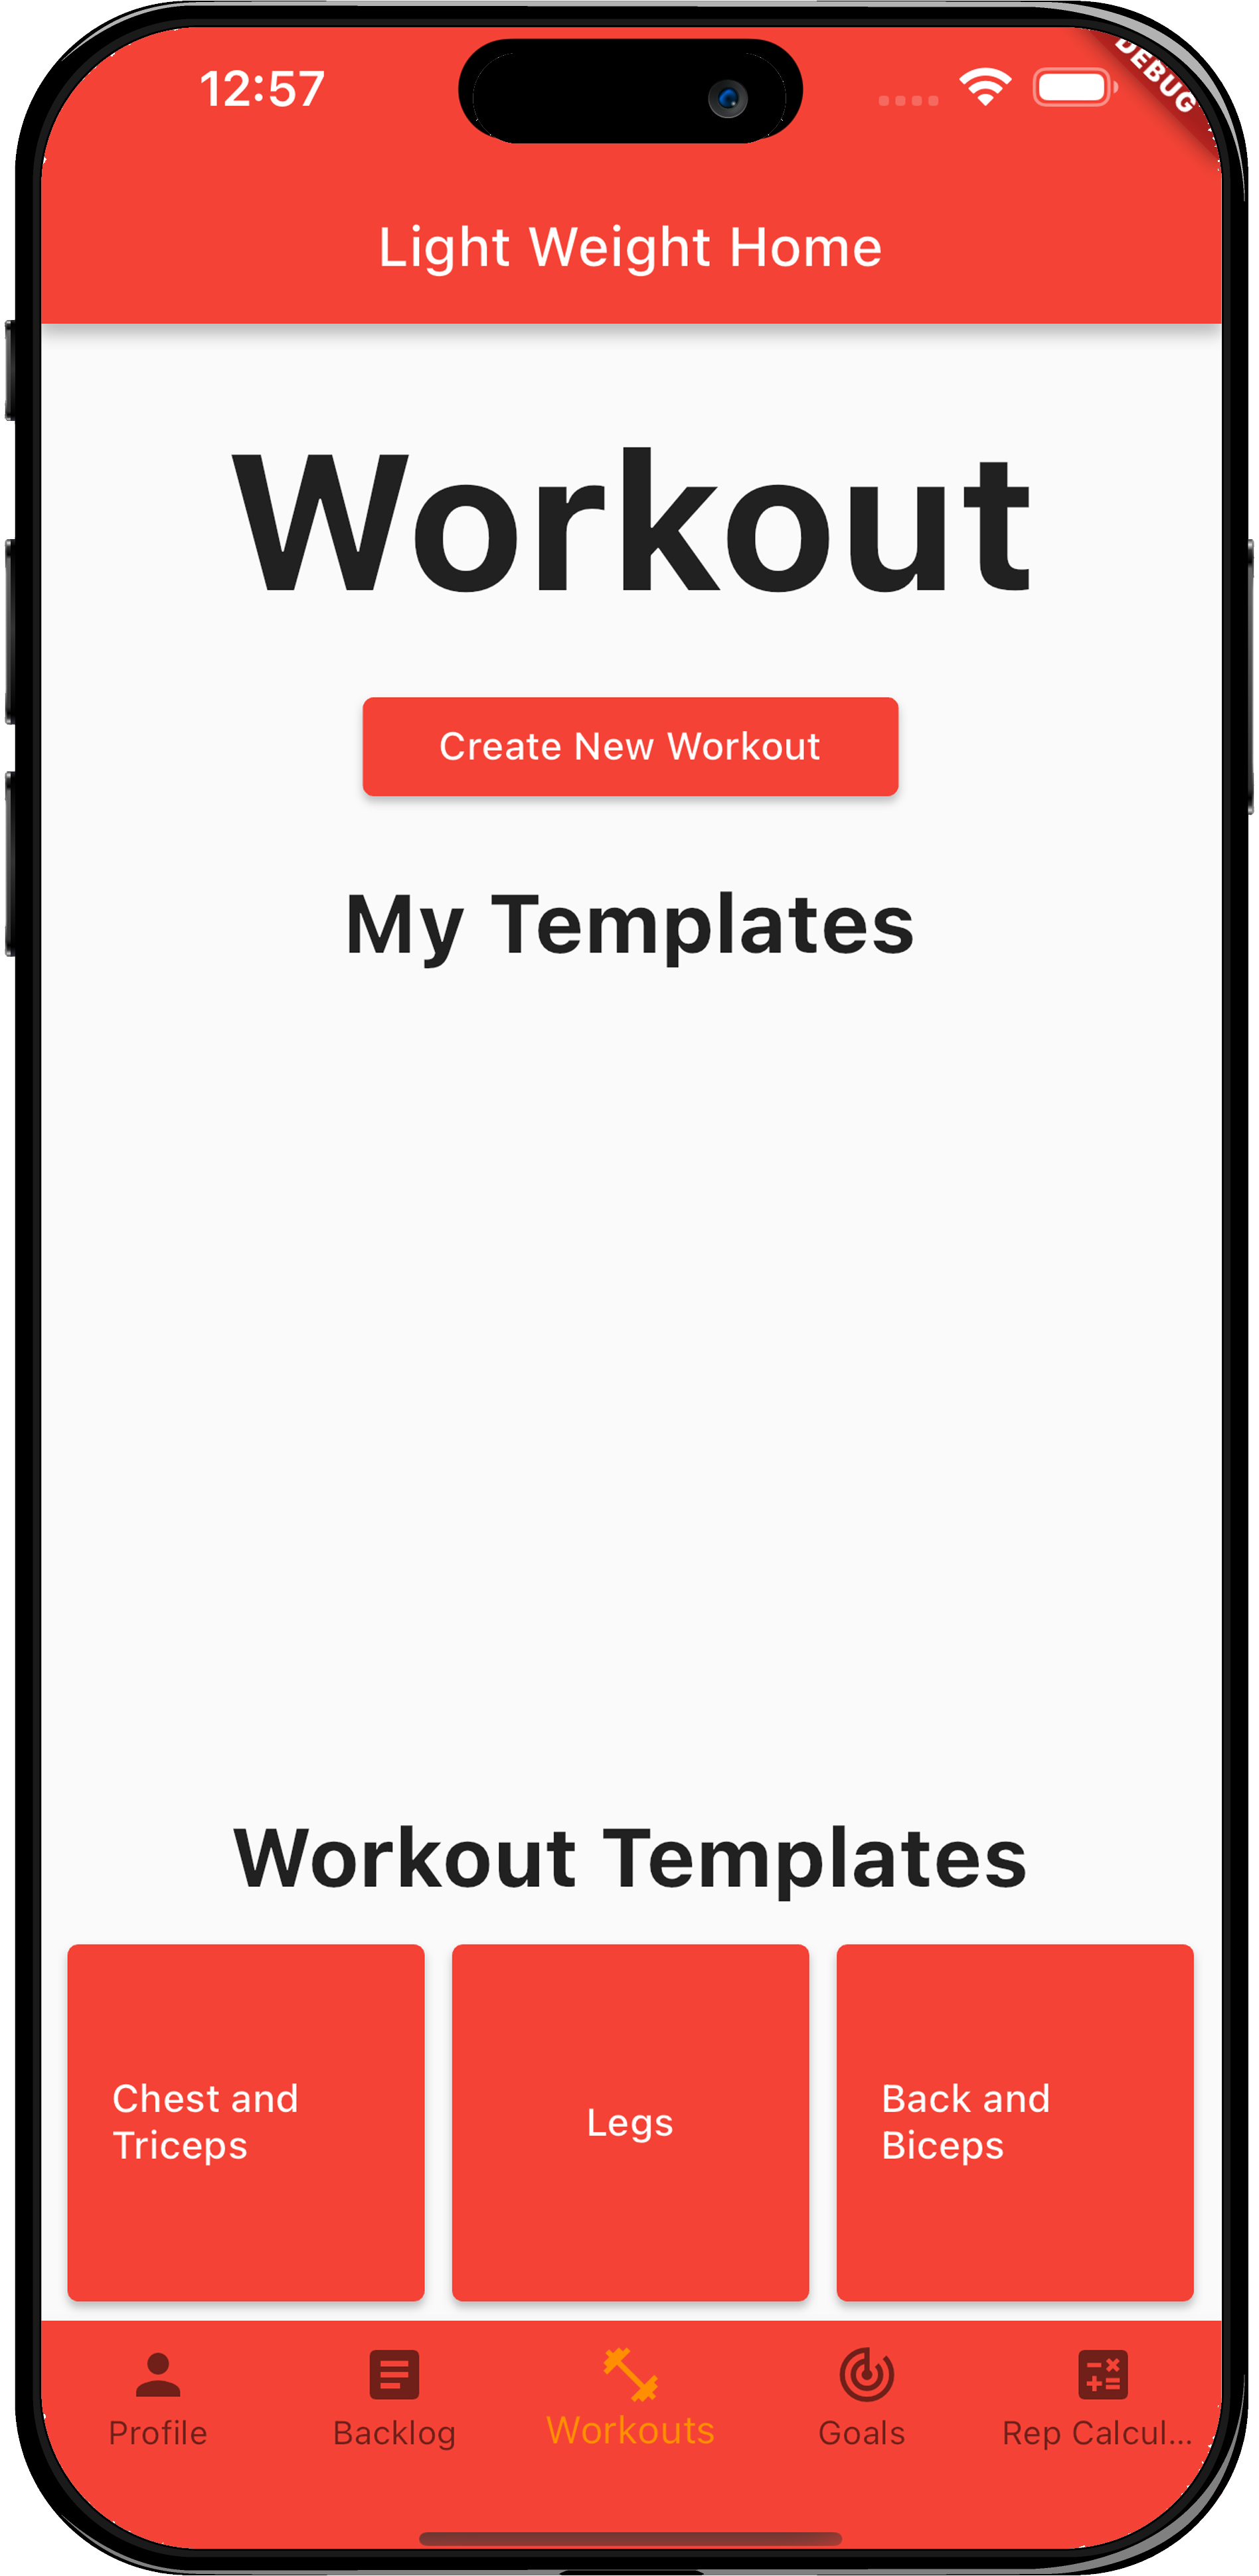 12:57
DEBUG
Light Weight Home
Workout
Create New Workout
My Templates
Workout Templates
Chest and
Triceps
Legs
Back and
Biceps
Profile
Backlog
Workouts
Goals
Rep Calcul...